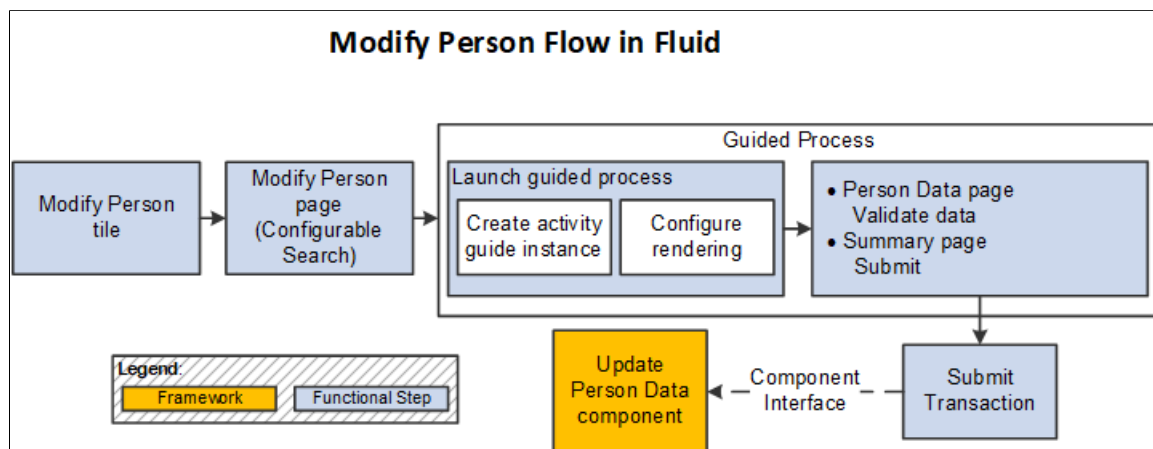 Modify Person Flow in Fluid
Guided Process
Modify Person
tile
Modify Person
page
(Configurable
Search)
Launch guided process
Create activity
guide instance
Configure
rendering
• Person Data page
Validate data
• Summary page
Submit
Update
Person Data
component
Component
Interface
Submit
Transaction
Legend:
Framework
Functional Step